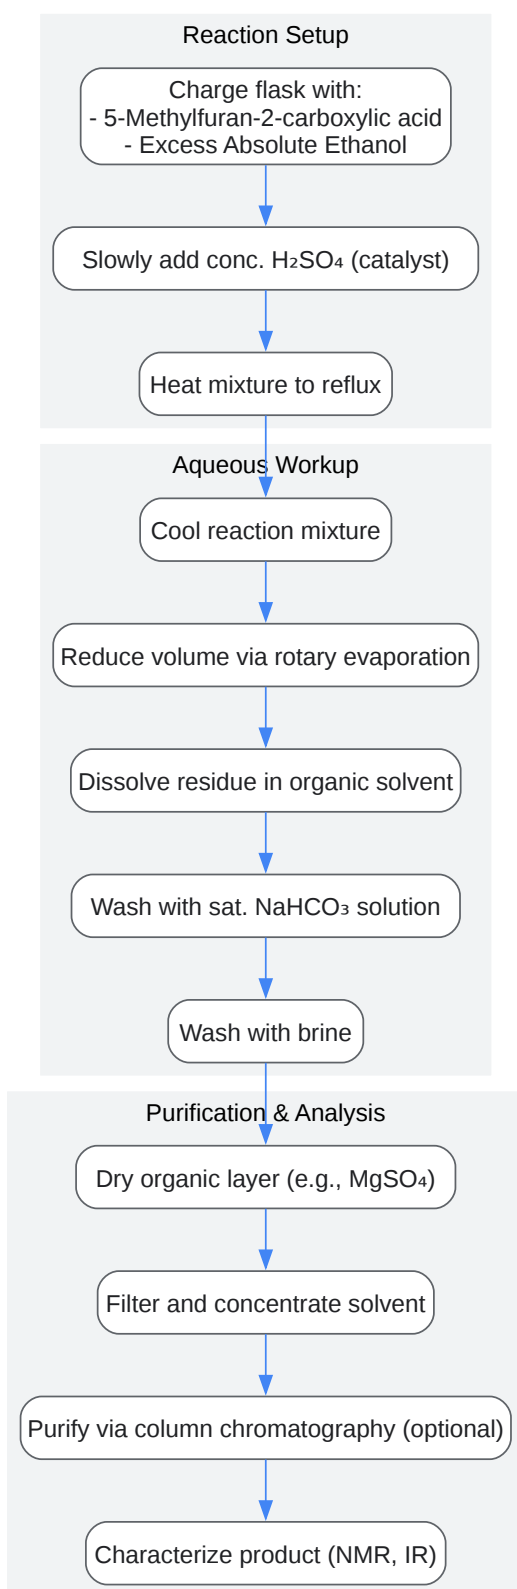 Reaction Setup
Charge flask with:
- 5-Methylfuran-2-carboxylic acid
- Excess Absolute Ethanol
Slowly add conc. H₂SO₄ (catalyst)
Heat mixture to reflux
Aqueous Workup
Cool reaction mixture
Reduce volume via rotary evaporation
Dissolve residue in organic solvent
Wash with sat. NaHCO₃ solution
Wash with brine
Purification & Analysis
Dry organic layer (e.g., MgSO₄)
Filter and concentrate solvent
Purify via column chromatography (optional)
Characterize product (NMR, IR)